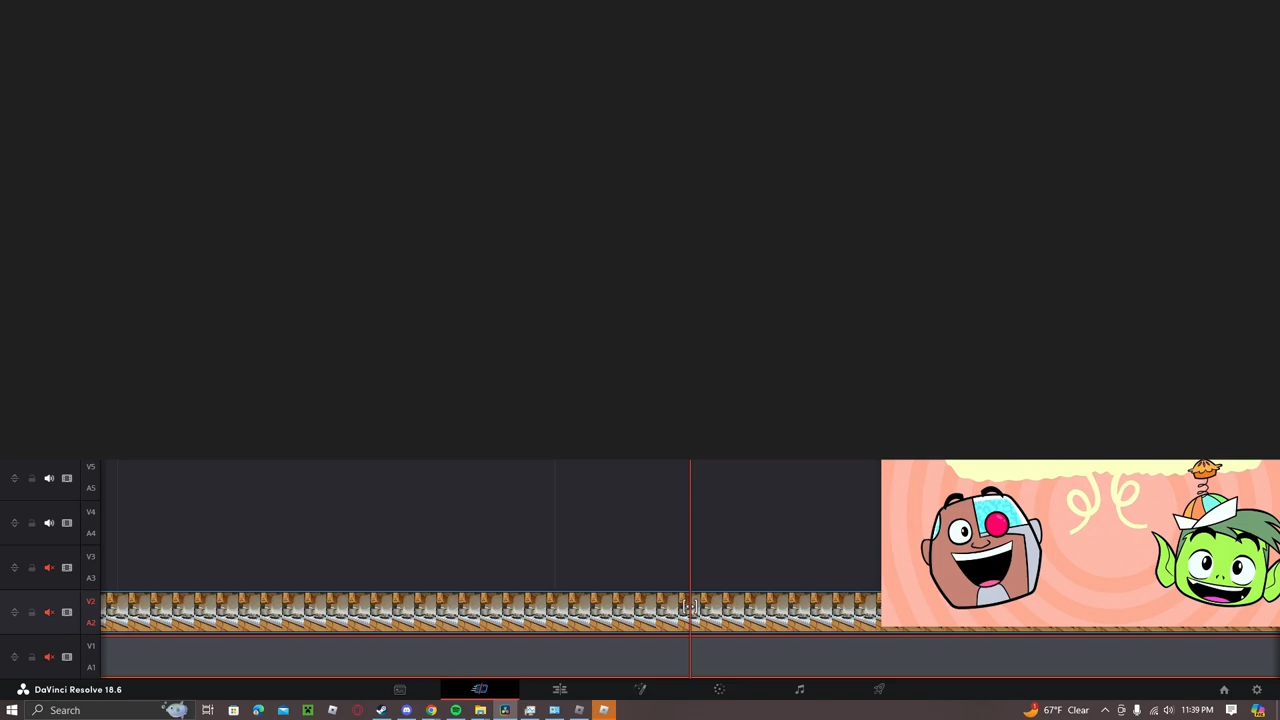 V5
A5
V4
A4
V3
A3
V2
A2
V1
A1
DaVinci Resolve 18.6
Search
67°F Clear
11:39 PM